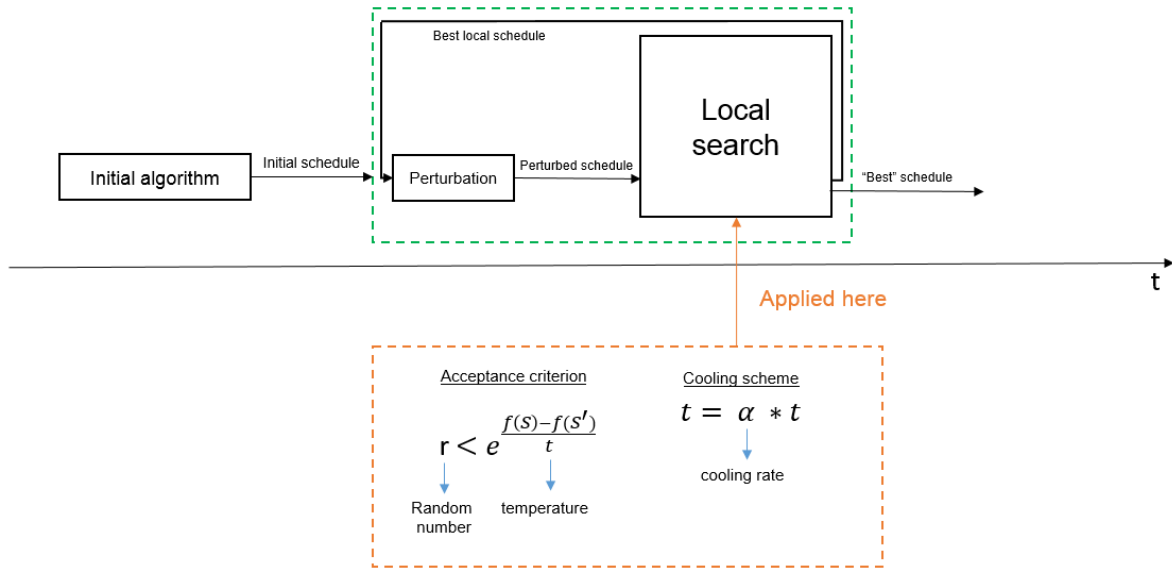 Best local schedule
Local
search
Initial algorithm
Initial schedule
Perturbation
Perturbed schedule
“Best” schedule
t
Applied here
Acceptance criterion
Cooling scheme
r < e^{\frac{f(S)-f(S')}{t}}
t = α * t
Random
number
temperature
cooling rate